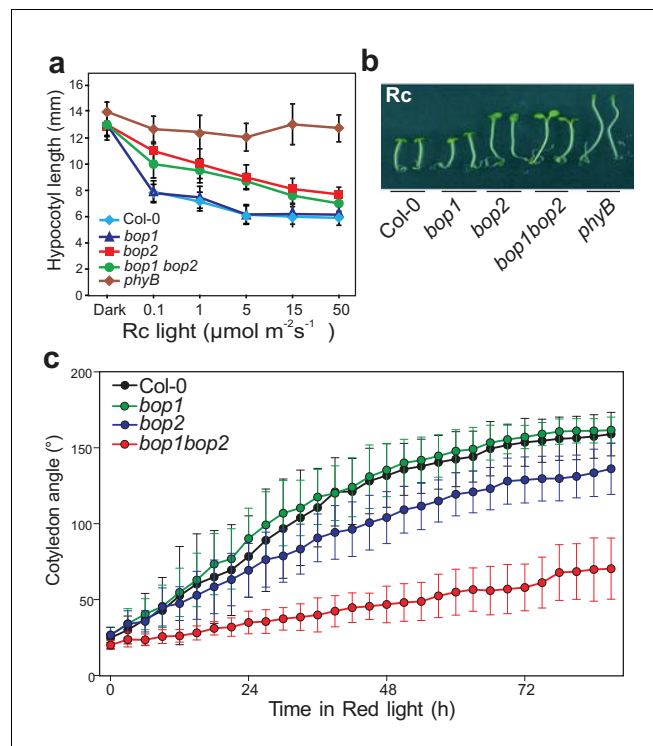 a
Hypocotyl length (mm)
16
14
12
10
8
6
4
2
0
Col-0
bop1
bop2
bop1 bop2
phyB
Dark 0.1 1 5 15 50
Rc light (μmol m⁻²s⁻¹ )
b
Rc
Col-0
bop1
bop2
bop1bop2
phyB
c
Cotyledon angle (°)
200
150
100
50
0
Col-0
bop1
bop2
bop1bop2
0 24 48 72
Time in Red light (h)